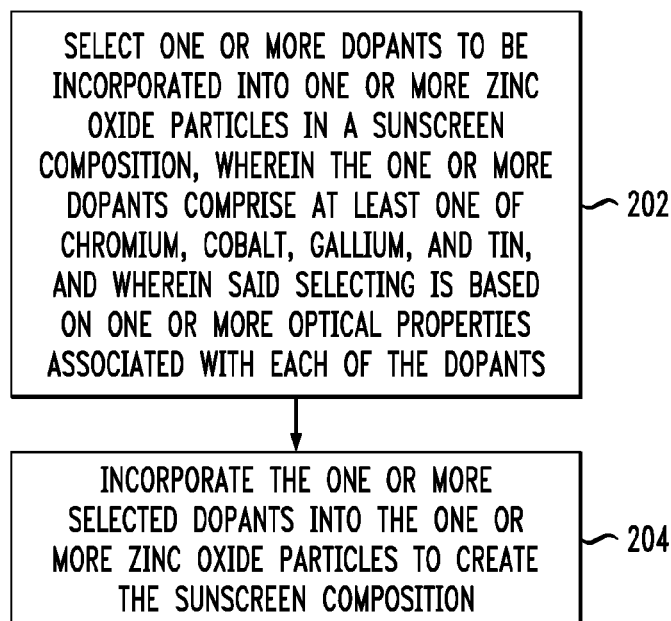 SELECT ONE OR MORE DOPANTS TO BE
INCORPORATED INTO ONE OR MORE ZINC
OXIDE PARTICLES IN A SUNSCREEN
COMPOSITION, WHEREIN THE ONE OR MORE
DOPANTS COMPRISE AT LEAST ONE OF
CHROMIUM, COBALT, GALLIUM, AND TIN,
AND WHEREIN SAID SELECTING IS BASED
ON ONE OR MORE OPTICAL PROPERTIES
ASSOCIATED WITH EACH OF THE DOPANTS
202
INCORPORATE THE ONE OR MORE
SELECTED DOPANTS INTO THE ONE OR
MORE ZINC OXIDE PARTICLES TO CREATE
THE SUNSCREEN COMPOSITION
204